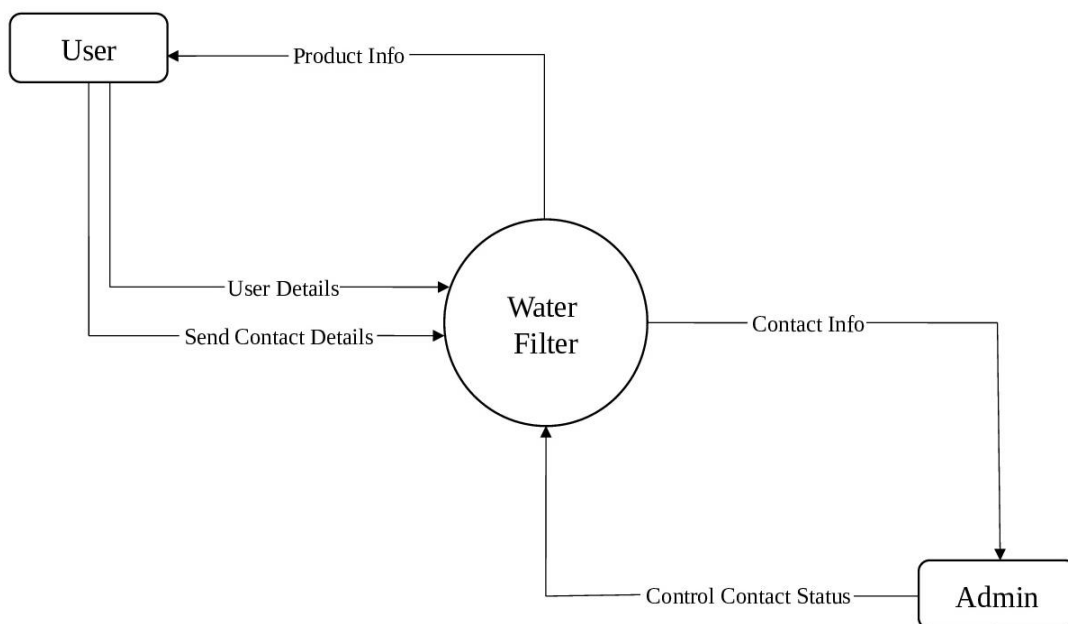 User
Product Info
User Details
Send Contact Details
Water
Filter
Contact Info
Control Contact Status
Admin